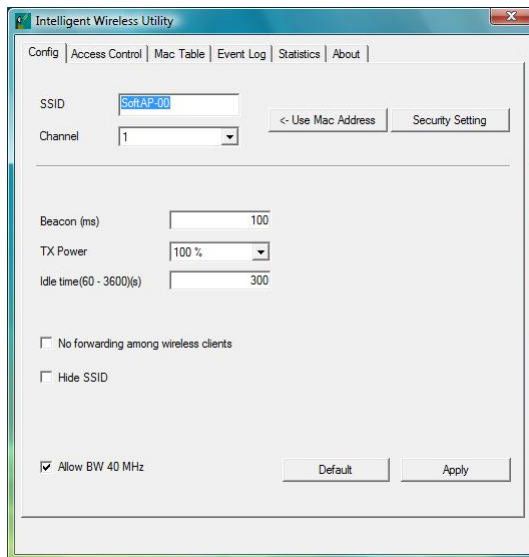 Intelligent Wireless Utility
Config Access Control Mac Table Event Log Statistics About
SSID SoftAP-00 <- Use Mac Address Security Setting
Channel 1
Beacon (ms) 100
TX Power 100 %
Idle time(60 - 3600)(s) 300
No forwarding among wireless clients
Hide SSID
Allow BW 40 MHz Default Apply